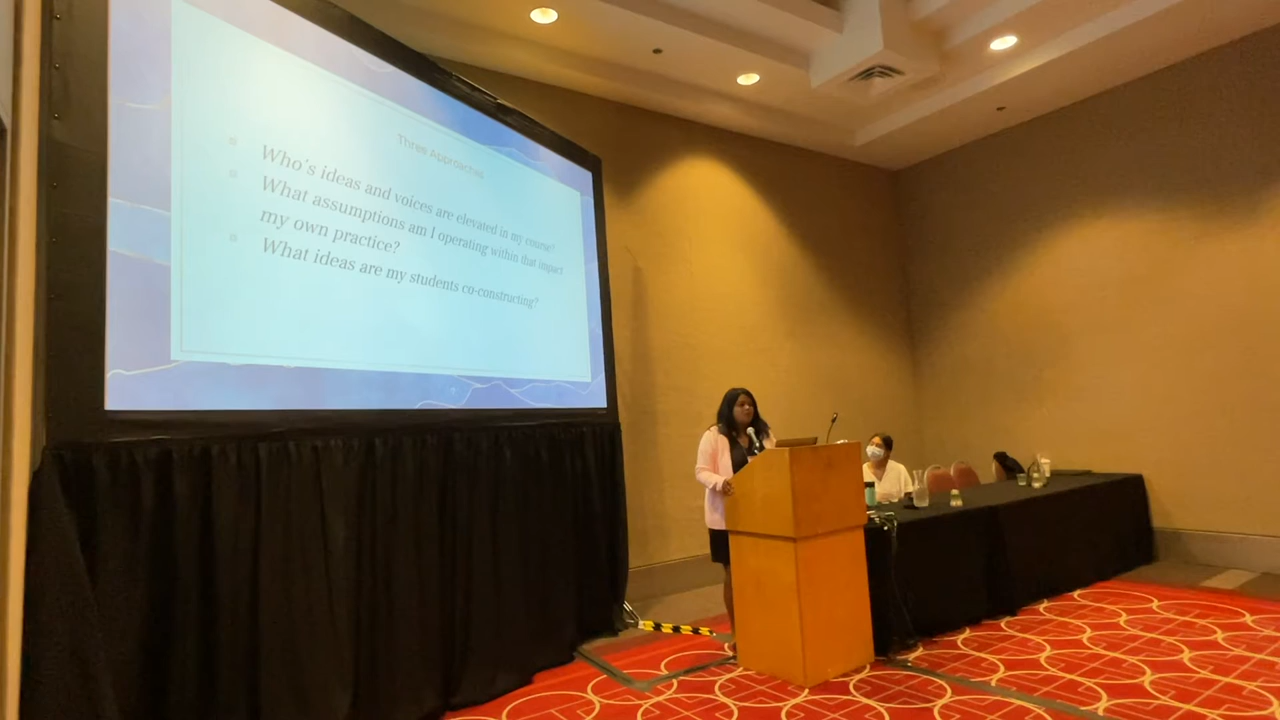 Three Approaches
Who's ideas and voices are elevated in my course?
What assumptions am I operating within that impact
my own practice?
What ideas are my students co-constructing?